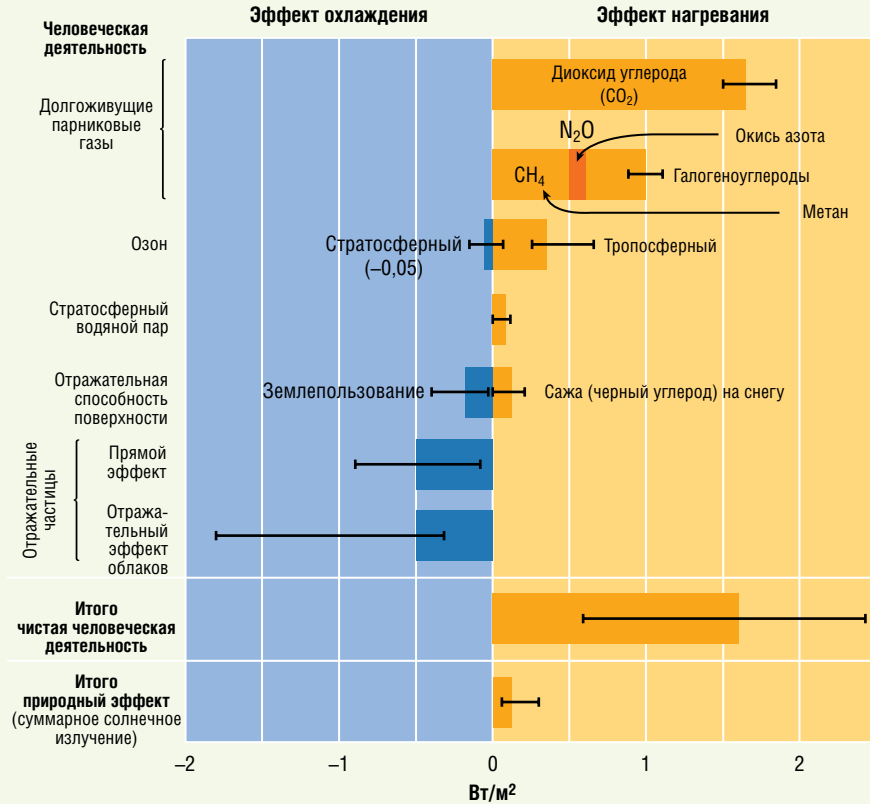 Эффект охлаждения
Эффект нагревания
Человеческая
деятельность
Долгоживущие
парниковые
газы
Диоксид углерода
(CO₂)
N₂O
Окись азота
CH₄
Галогеноуглероды
Метан
Озон
Стратосферный
(–0,05)
Тропосферный
Стратосферный
водяной пар
Отражательная
способность
поверхности
Землепользование
Сажа (черный углерод) на снегу
Отражательные
частицы
Прямой
эффект
Отража-
тельный
эффект
облаков
Итого
чистая человеческая
деятельность
Итого
природный эффект
(суммарное солнечное
излучение)
–2
–1
0
1
2
Вт/м²